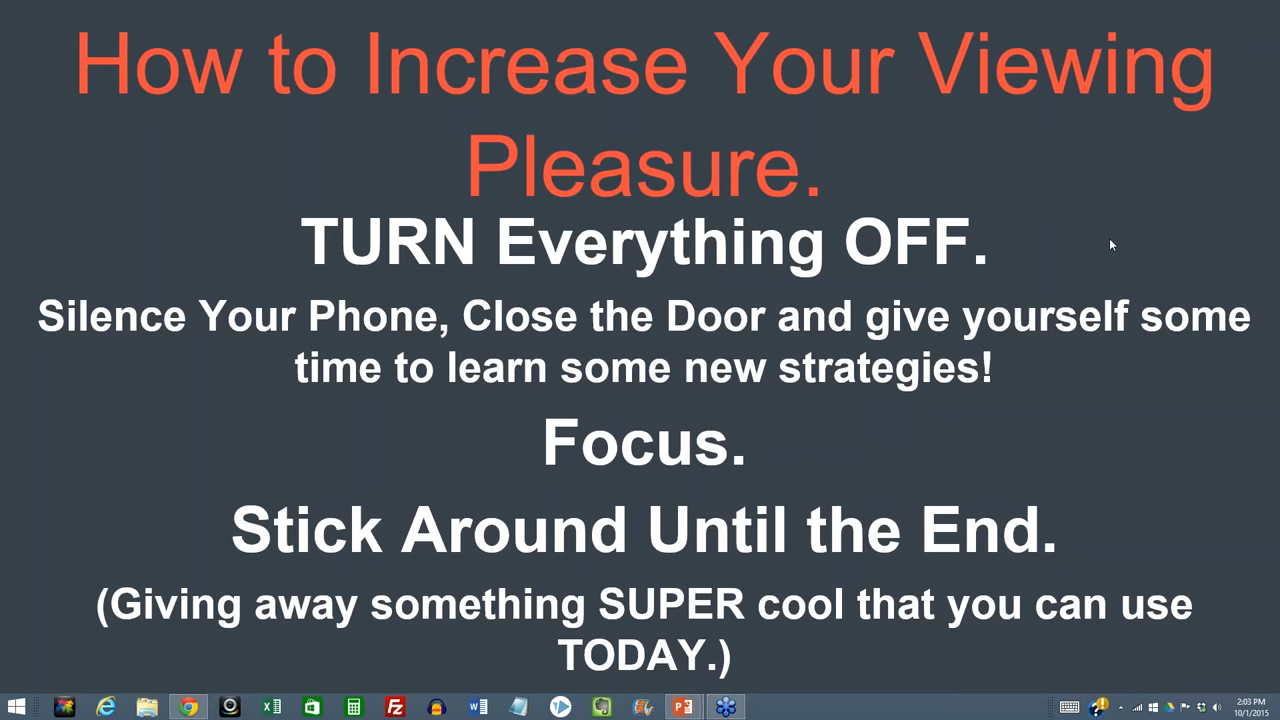 How to Increase Your Viewing
Pleasure.
TURN Everything OFF.
Silence Your Phone, Close the Door and give yourself some
time to learn some new strategies!
Focus.
Stick Around Until the End.
(Giving away something SUPER cool that you can use
TODAY.)
2:03 PM
10/1/2015